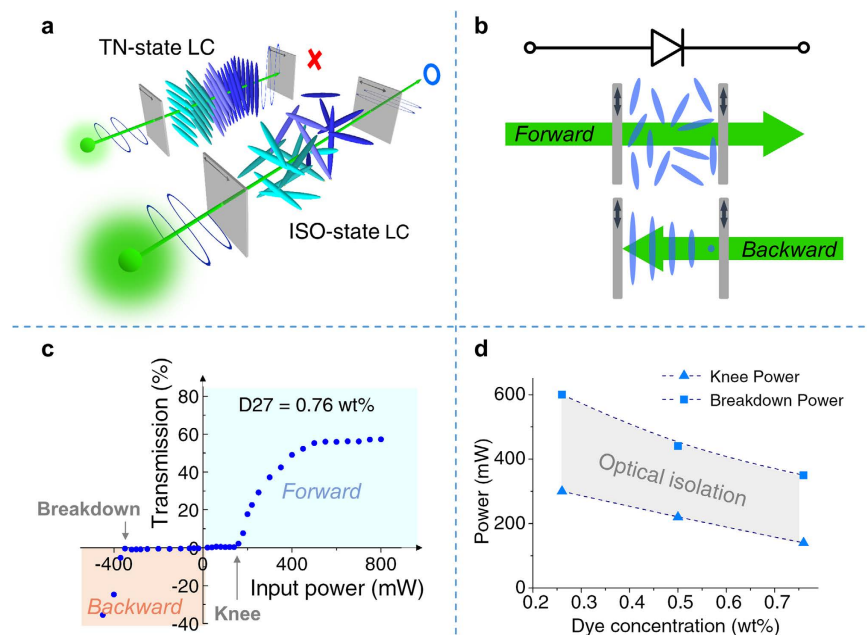 a
TN-state LC
ISO-state LC
b
Forward
Backward
c
Transmission (%)
D27 = 0.76 wt%
80
60
40
20
0
-20
-40
-400
0
400
800
Input power (mW)
Forward
Backward
Breakdown
Knee
d
Knee Power
Breakdown Power
Optical isolation
Power (mW)
600
400
200
0
0.2
0.3
0.4
0.5
0.6
0.7
Dye concentration (wt%)